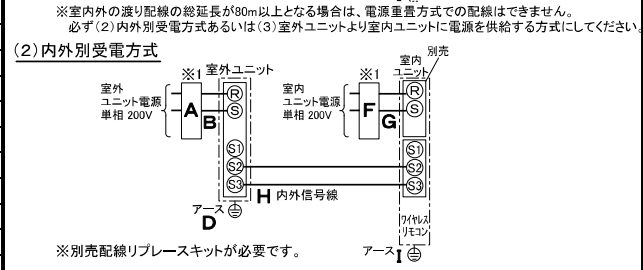 ※室内外の渡り配線の総延長が80m以上となる場合は、電源重畳方式での配線はできません。
必ず(2)内外別受電方式あるいは(3)室外ユニットより室内ユニットに電源を供給する方式にしてください。
(2)内外別受電方式
※1
室外ユニット
室外
ユニット電源
単相 200V
A
B
R
S
S1
S2
S3
アース
D
H 内外信号線
※1
室内
ユニット
別売
室内
ユニット電源
単相 200V
F
G
R
S
S1
S2
S3
ワイヤレス
リモコン
アース I
※別売配線リプレースキットが必要です。